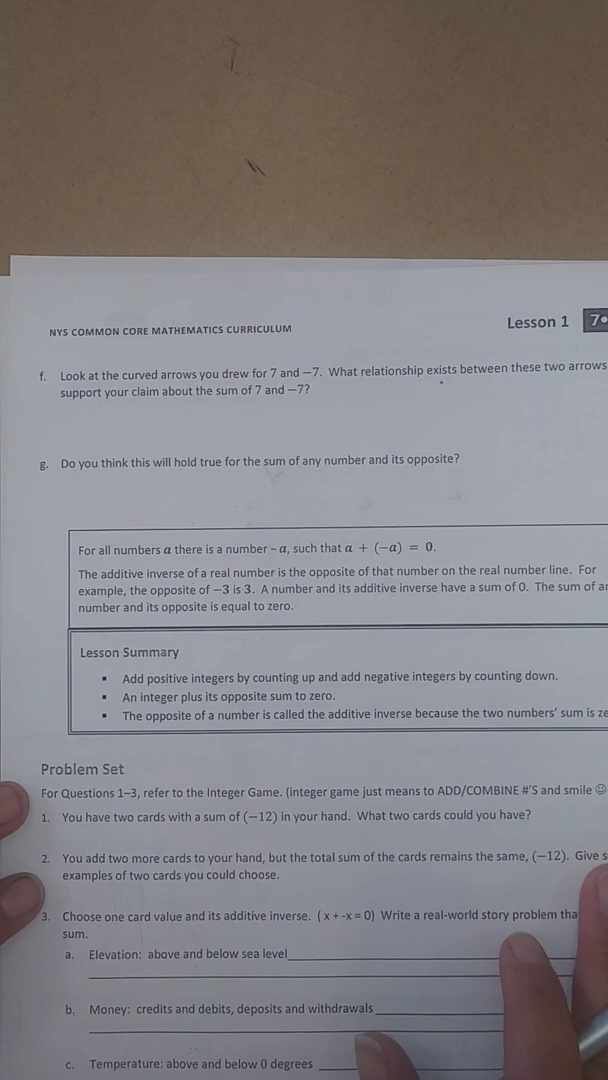 NYS COMMON CORE MATHEMATICS CURRICULUM
Lesson 1
7•
f. Look at the curved arrows you drew for 7 and −7. What relationship exists between these two arrows
support your claim about the sum of 7 and −7?
g. Do you think this will hold true for the sum of any number and its opposite?
For all numbers a there is a number – a, such that a + (−a) = 0.
The additive inverse of a real number is the opposite of that number on the real number line. For
example, the opposite of −3 is 3. A number and its additive inverse have a sum of 0. The sum of
number and its opposite is equal to zero.
Lesson Summary
▪ Add positive integers by counting up and add negative integers by counting down.
▪ An integer plus its opposite sum to zero.
▪ The opposite of a number is called the additive inverse because the two numbers' sum is
Problem Set
For Questions 1–3, refer to the Integer Game. (integer game just means to ADD/COMBINE #'S and smile ☺
1. You have two cards with a sum of (−12) in your hand. What two cards could you have?
2. You add two more cards to your hand, but the total sum of the cards remains the same, (−12). Give
examples of two cards you could choose.
3. Choose one card value and its additive inverse. ( x + -x = 0) Write a real-world story problem
sum.
a. Elevation: above and below sea level
b. Money: credits and debits, deposits and withdrawals
c. Temperature: above and below 0 degrees